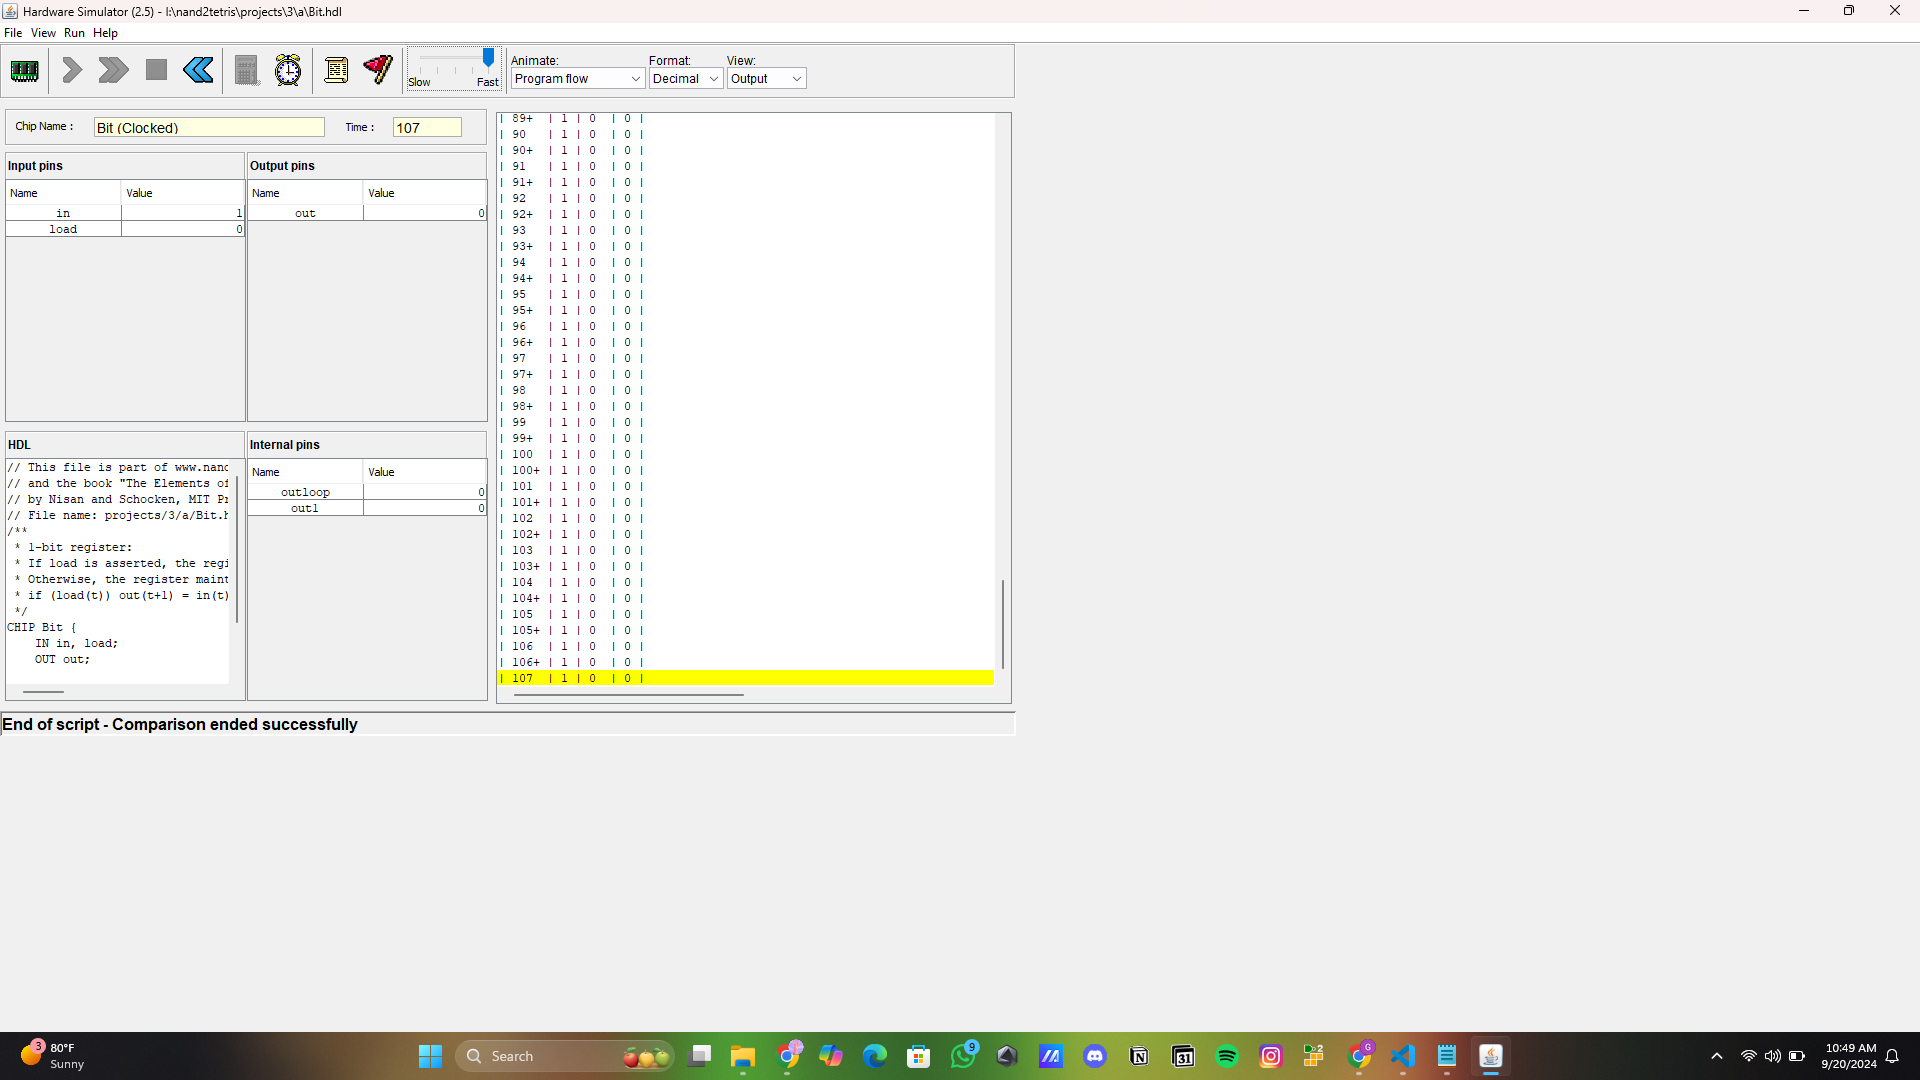 Hardware Simulator (2.5) - I:\nand2tetris\projects\3\a\Bit.hdl
File View Run Help
Slow Fast
Animate: Format: View:
Program flow Decimal Output
Chip Name : Bit (Clocked) Time : 107
Input pins
Name Value
in 1
load 0
Output pins
Name Value
out 0
HDL
// This file is part of www.nanc
// and the book "The Elements of
// by Nisan and Schocken, MIT Pr
// File name: projects/3/a/Bit.h
/**
* 1-bit register:
* If load is asserted, the regi
* Otherwise, the register maint
* if (load(t)) out(t+1) = in(t)
*/
CHIP Bit {
IN in, load;
OUT out;
Internal pins
Name Value
outloop 0
out1 0
| 89+ | 1 | 0 | 0 |
| 90 | 1 | 0 | 0 |
| 90+ | 1 | 0 | 0 |
| 91 | 1 | 0 | 0 |
| 91+ | 1 | 0 | 0 |
| 92 | 1 | 0 | 0 |
| 92+ | 1 | 0 | 0 |
| 93 | 1 | 0 | 0 |
| 93+ | 1 | 0 | 0 |
| 94 | 1 | 0 | 0 |
| 94+ | 1 | 0 | 0 |
| 95 | 1 | 0 | 0 |
| 95+ | 1 | 0 | 0 |
| 96 | 1 | 0 | 0 |
| 96+ | 1 | 0 | 0 |
| 97 | 1 | 0 | 0 |
| 97+ | 1 | 0 | 0 |
| 98 | 1 | 0 | 0 |
| 98+ | 1 | 0 | 0 |
| 99 | 1 | 0 | 0 |
| 99+ | 1 | 0 | 0 |
| 100 | 1 | 0 | 0 |
| 100+ | 1 | 0 | 0 |
| 101 | 1 | 0 | 0 |
| 101+ | 1 | 0 | 0 |
| 102 | 1 | 0 | 0 |
| 102+ | 1 | 0 | 0 |
| 103 | 1 | 0 | 0 |
| 103+ | 1 | 0 | 0 |
| 104 | 1 | 0 | 0 |
| 104+ | 1 | 0 | 0 |
| 105 | 1 | 0 | 0 |
| 105+ | 1 | 0 | 0 |
| 106 | 1 | 0 | 0 |
| 106+ | 1 | 0 | 0 |
| 107 | 1 | 0 | 0 |
End of script - Comparison ended successfully
3
80°F
Sunny
Search
9
31
2
G
10:49 AM
9/20/2024